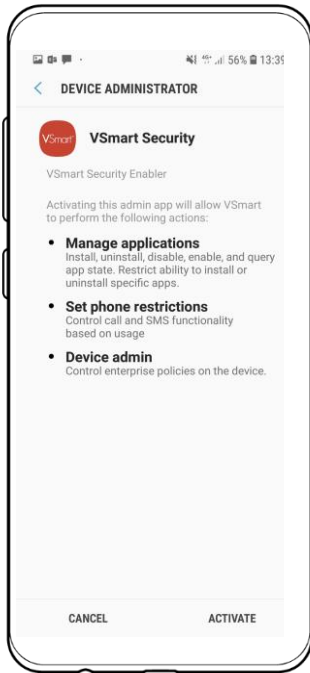 56% 13:39
DEVICE ADMINISTRATOR
VSmart
VSmart Security
VSmart Security Enabler
Activating this admin app will allow VSmart
to perform the following actions:
• Manage applications
Install, uninstall, disable, enable, and query
app state. Restrict ability to install or
uninstall specific apps.
• Set phone restrictions
Control call and SMS functionality
based on usage
• Device admin
Control enterprise policies on the device.
CANCEL ACTIVATE